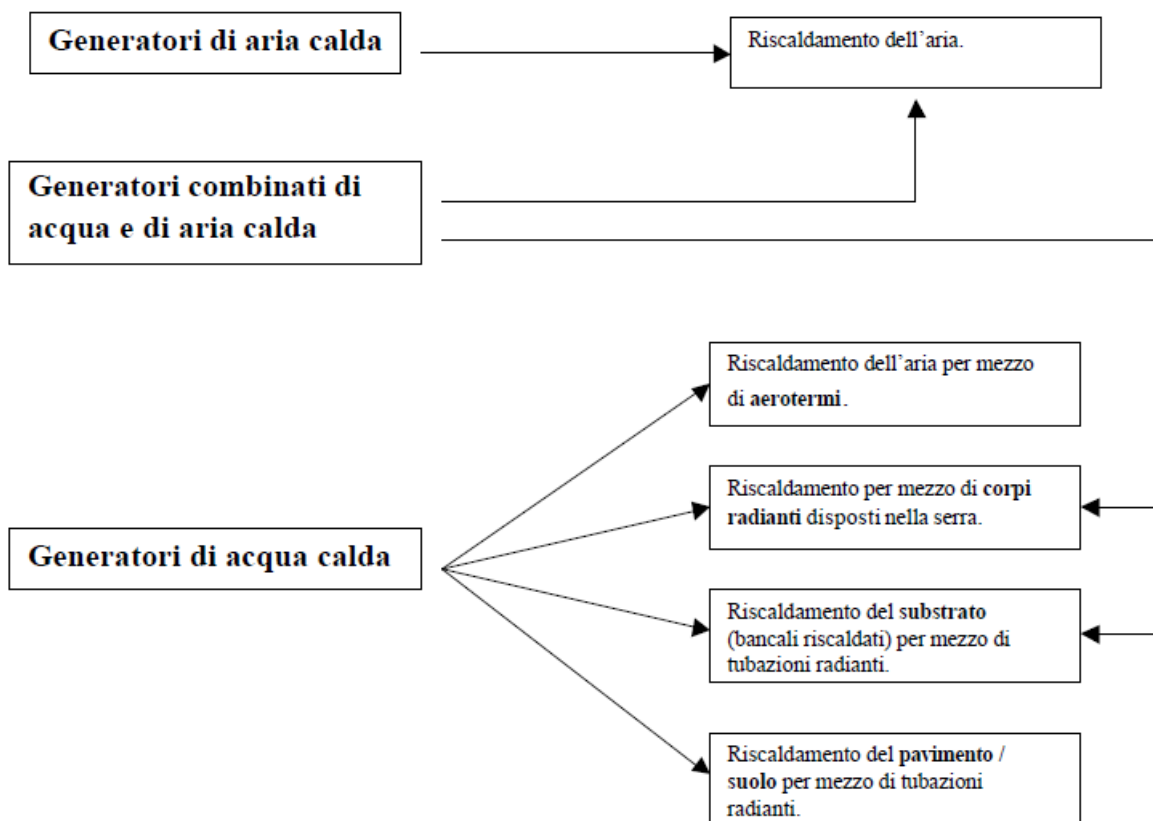 Generatori di aria calda
Riscaldamento dell’aria.
Generatori combinati di
acqua e di aria calda
Riscaldamento dell’aria per mezzo
di aerotermi.
Riscaldamento per mezzo di corpi
radianti disposti nella serra.
Generatori di acqua calda
Riscaldamento del substrato
(bancali riscaldati) per mezzo di
tubazioni radianti.
Riscaldamento del pavimento /
suolo per mezzo di tubazioni
radianti.